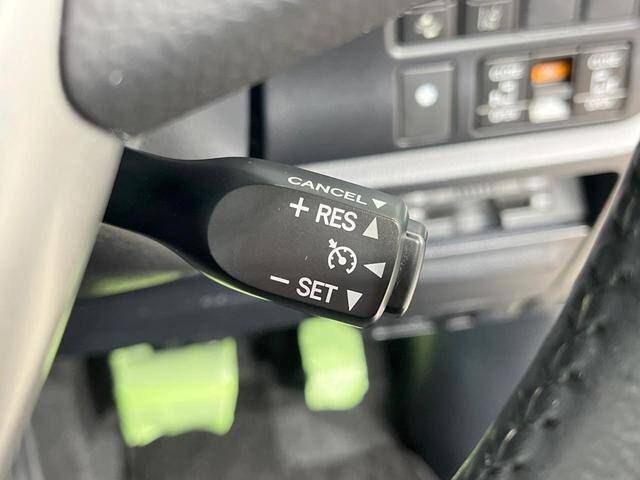 CANCEL▼
+ RES ▲
◀
− SET ▼